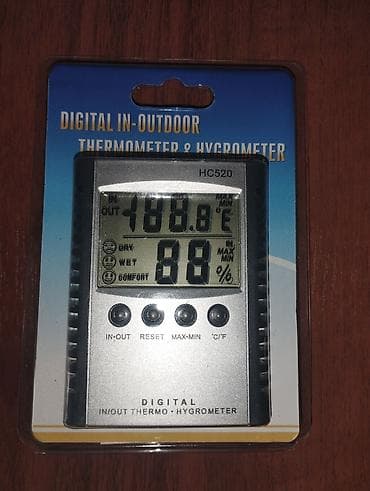 DIGITAL IN-OUTDOOR
THERMOMETER & HYGROMETER
HC520
IN MAX
OUT -188.8°F MIN
DRY IN
WET 88 MAX
COMFORT MIN %
IN-OUT RESET MAX-MIN °C/°F
DIGITAL
IN/OUT THERMO - HYGROMETER